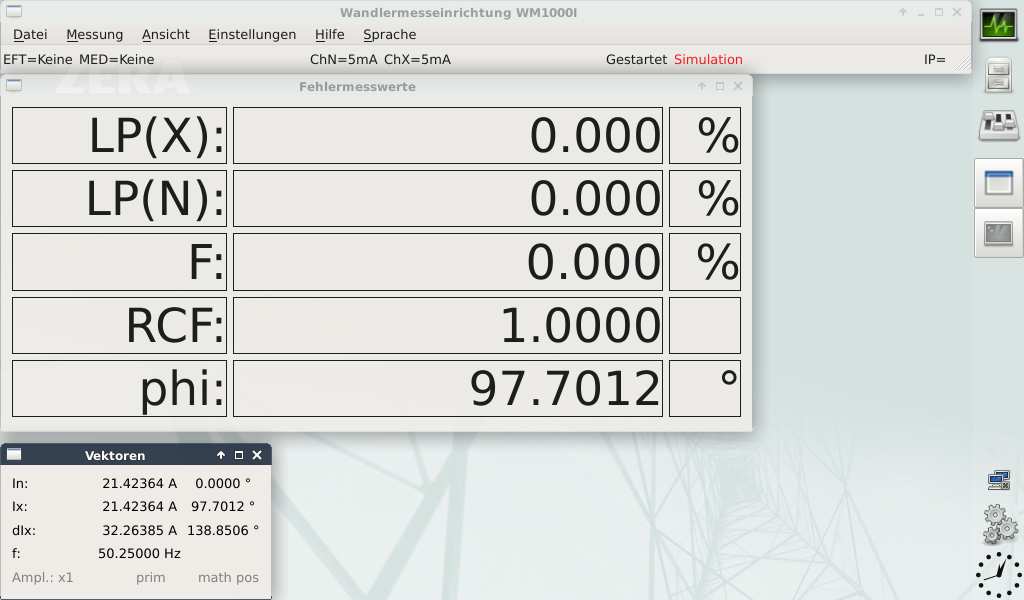 Wandlermesseinrichtung WM1000I
Datei Messung Ansicht Einstellungen Hilfe Sprache
EFT=Keine MED=Keine ChN=5mA ChX=5mA Gestartet Simulation IP=
ZERA
Fehlermesswerte
LP(X): 0.000 %
LP(N): 0.000 %
F: 0.000 %
RCF: 1.0000
phi: 97.7012 °
Vektoren
In: 21.42364 A 0.0000 °
Ix: 21.42364 A 97.7012 °
dIx: 32.26385 A 138.8506 °
f: 50.25000 Hz
Ampl.: x1 prim math pos